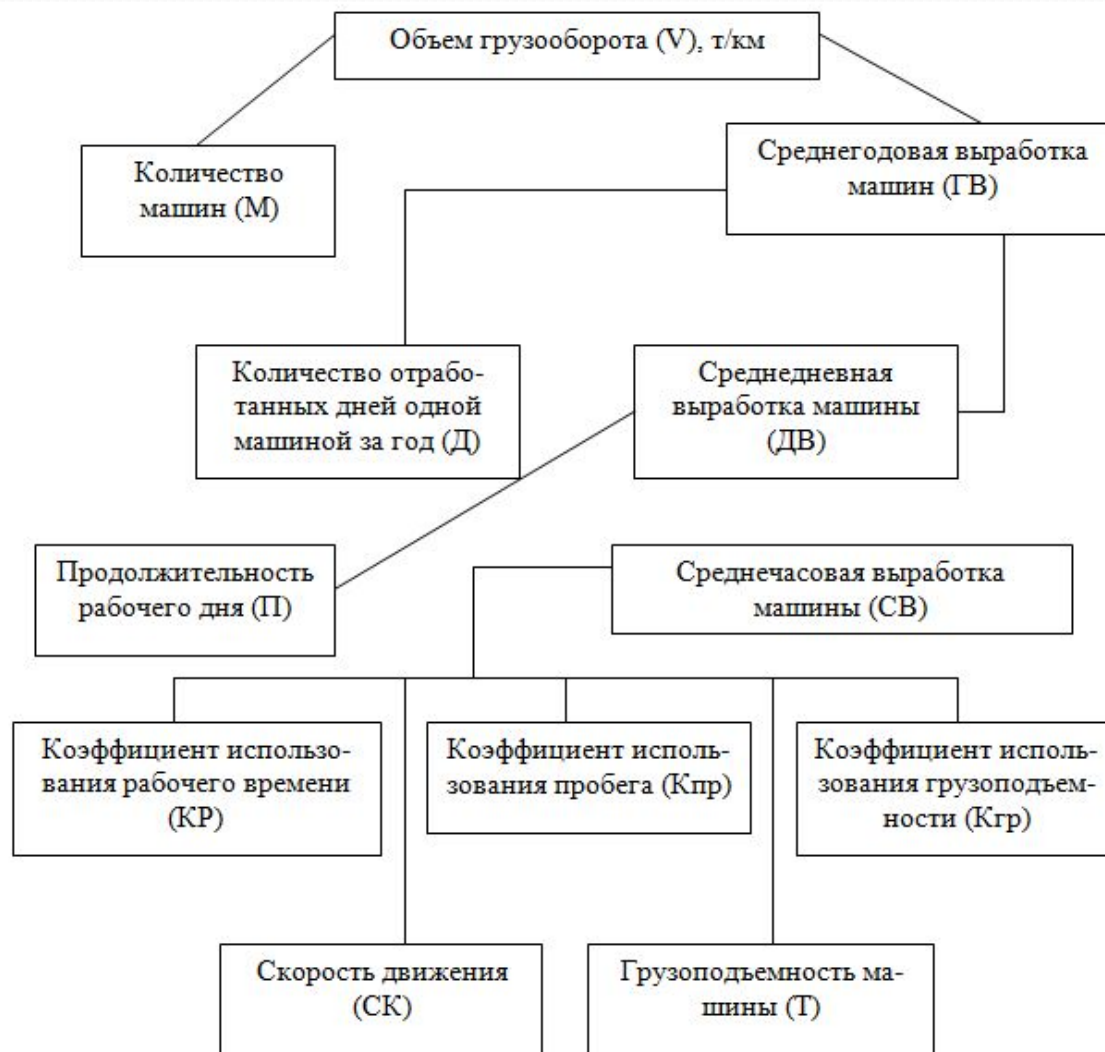 Объем грузооборота (V), т/км
Количество
машин (М)
Среднегодовая выработка
машин (ГВ)
Количество отрабо-
танных дней одной
машиной за год (Д)
Среднедневная
выработка машины
(ДВ)
Продолжительность
рабочего дня (П)
Среднечасовая выработка
машины (СВ)
Коэффициент использо-
вания рабочего времени
(КР)
Коэффициент исполь-
зования пробега (Кпр)
Коэффициент исполь-
зования грузоподъем-
ности (Кгр)
Скорость движения
(СК)
Грузоподъемность ма-
шины (Т)